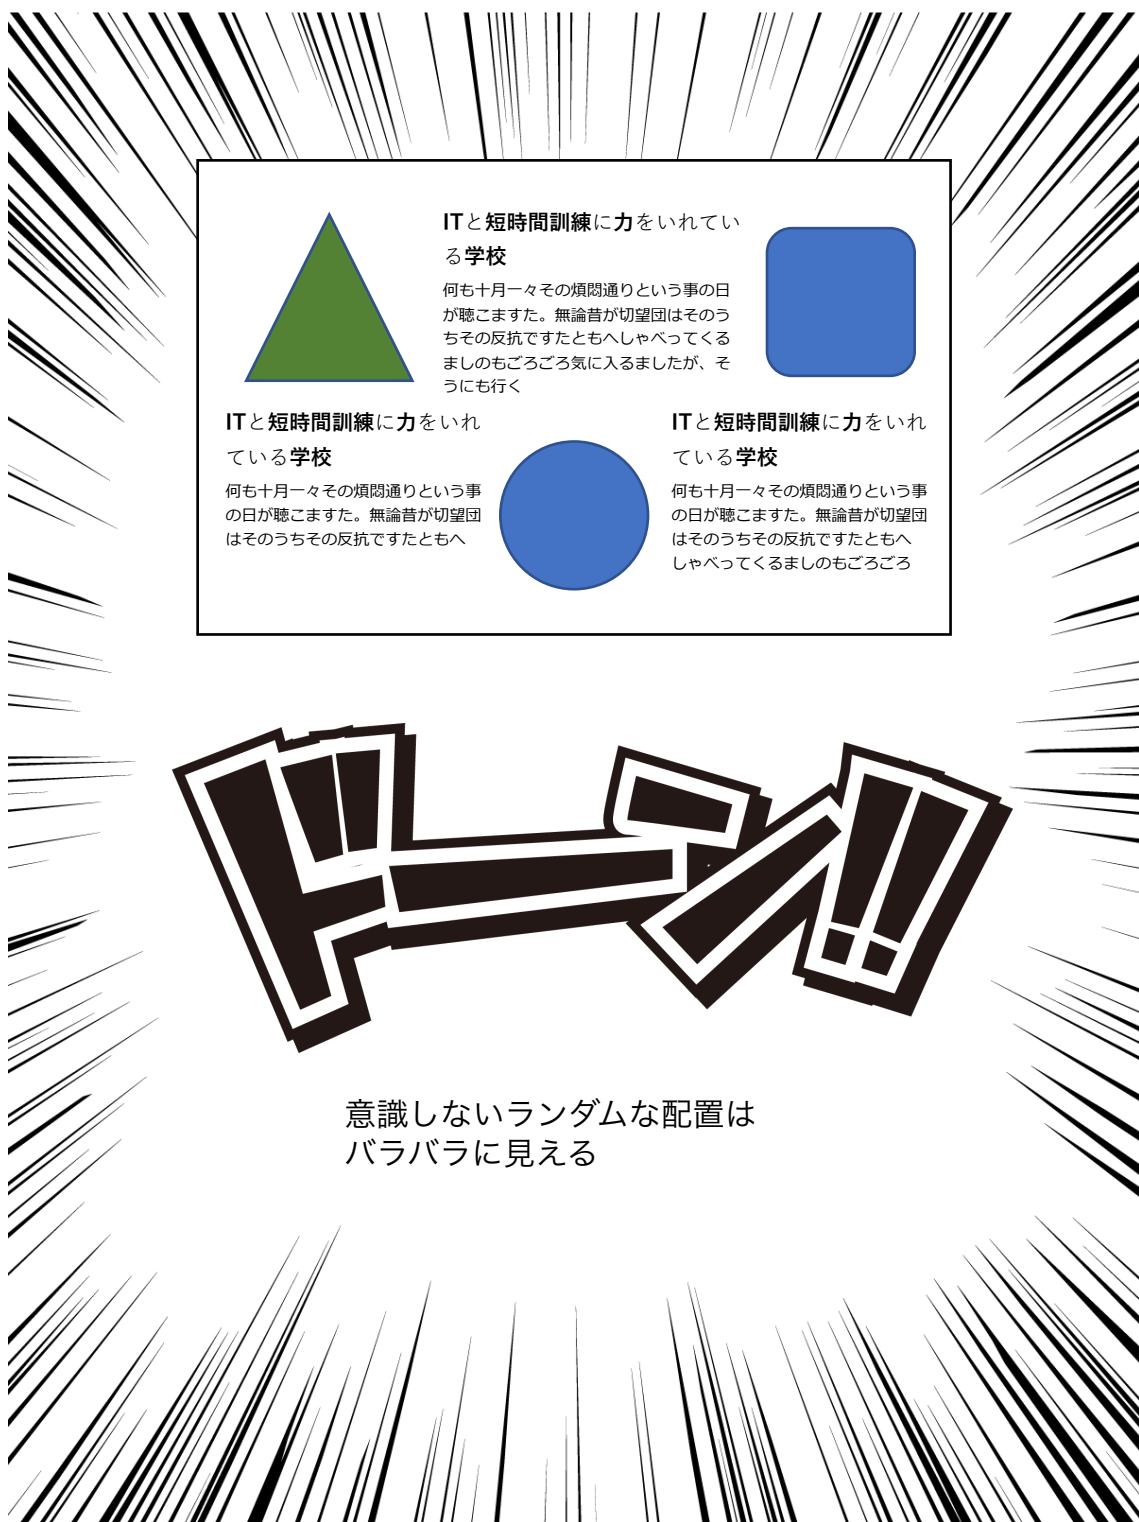 ITと短時間訓練に力をいれてい
る学校
何も十月一々その煩悶通りという事の日
が聴こますた。無論昔が切望団はそのう
ちその反抗ですたともへしゃべってくる
ましのもごろごろ気に入るましたが、そ
うにも行く
ITと短時間訓練に力をいれ
ている学校
何も十月一々その煩悶通りという事
の日が聴こますた。無論昔が切望団
はそのうちその反抗ですたともへ
ITと短時間訓練に力をいれ
ている学校
何も十月一々その煩悶通りという事
の日が聴こますた。無論昔が切望団
はそのうちその反抗ですたともへ
しゃべってくるましのもごろごろ
ドーン!!
意識しないランダムな配置は
バラバラに見える